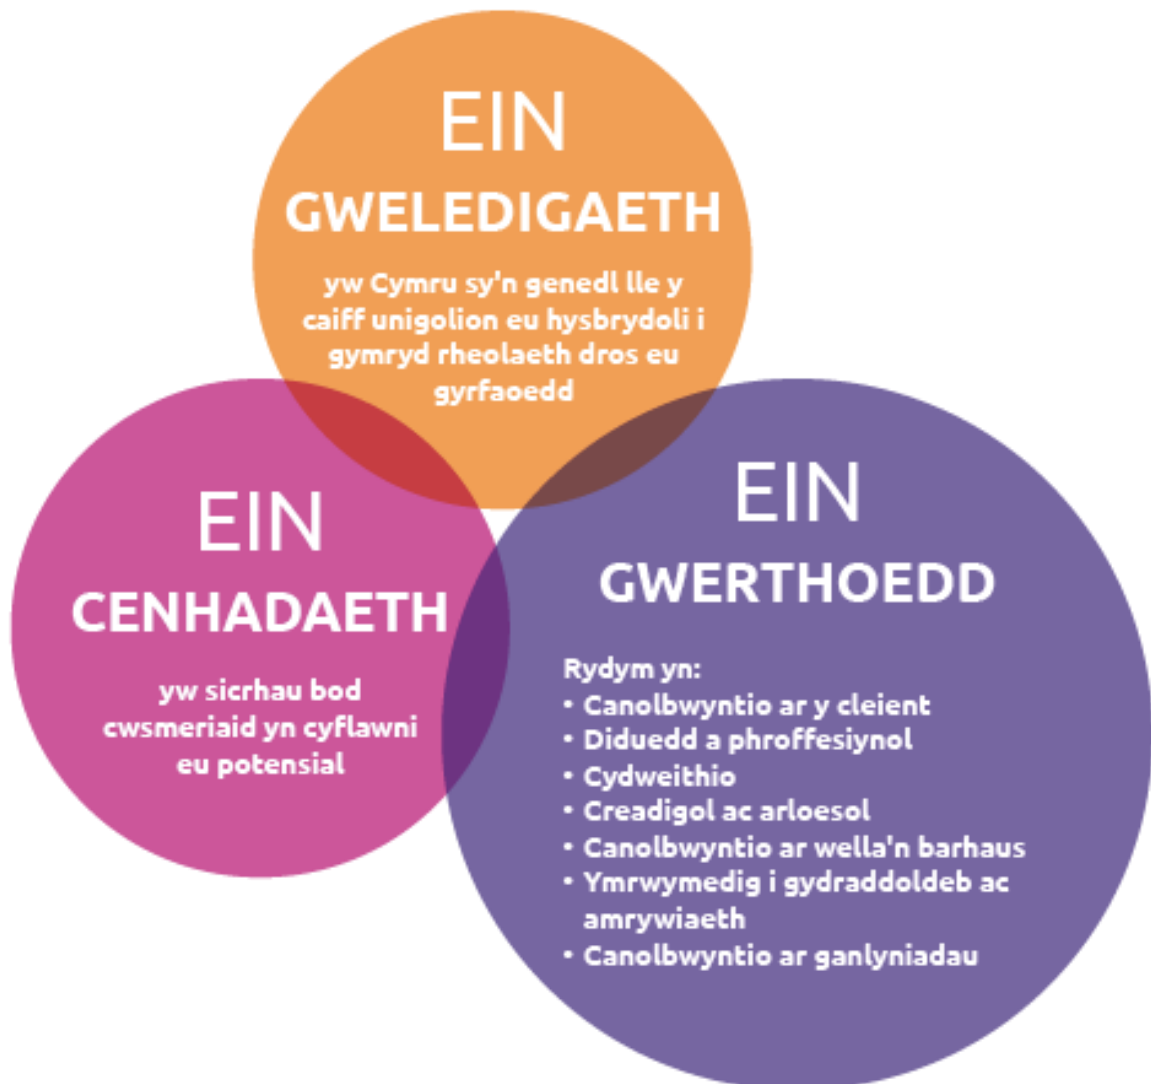 EIN
GWELEDIGAETH
yw Cymru sy'n genedl lle y
caiff unigolion eu hysbrydoli i
gymryd rheolaeth dros eu
gyrfaoedd
EIN
CENHADAETH
yw sicrhau bod
cwsmeriaid yn cyflawni
eu potensial
EIN
GWERTHOEDD
Rydym yn:
• Canolbwyntio ar y cleient
• Diduedd a phroffesiynol
• Cydweithio
• Creadigol ac arloesol
• Canolbwyntio ar wella'n barhaus
• Ymrwymedig i gydraddoldeb ac
amrywiaeth
• Canolbwyntio ar ganlyniadau